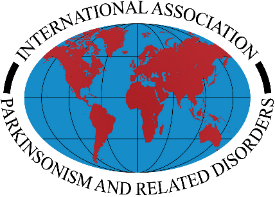 INTERNATIONAL ASSOCIATION
PARKINSONISM AND RELATED DISORDERS